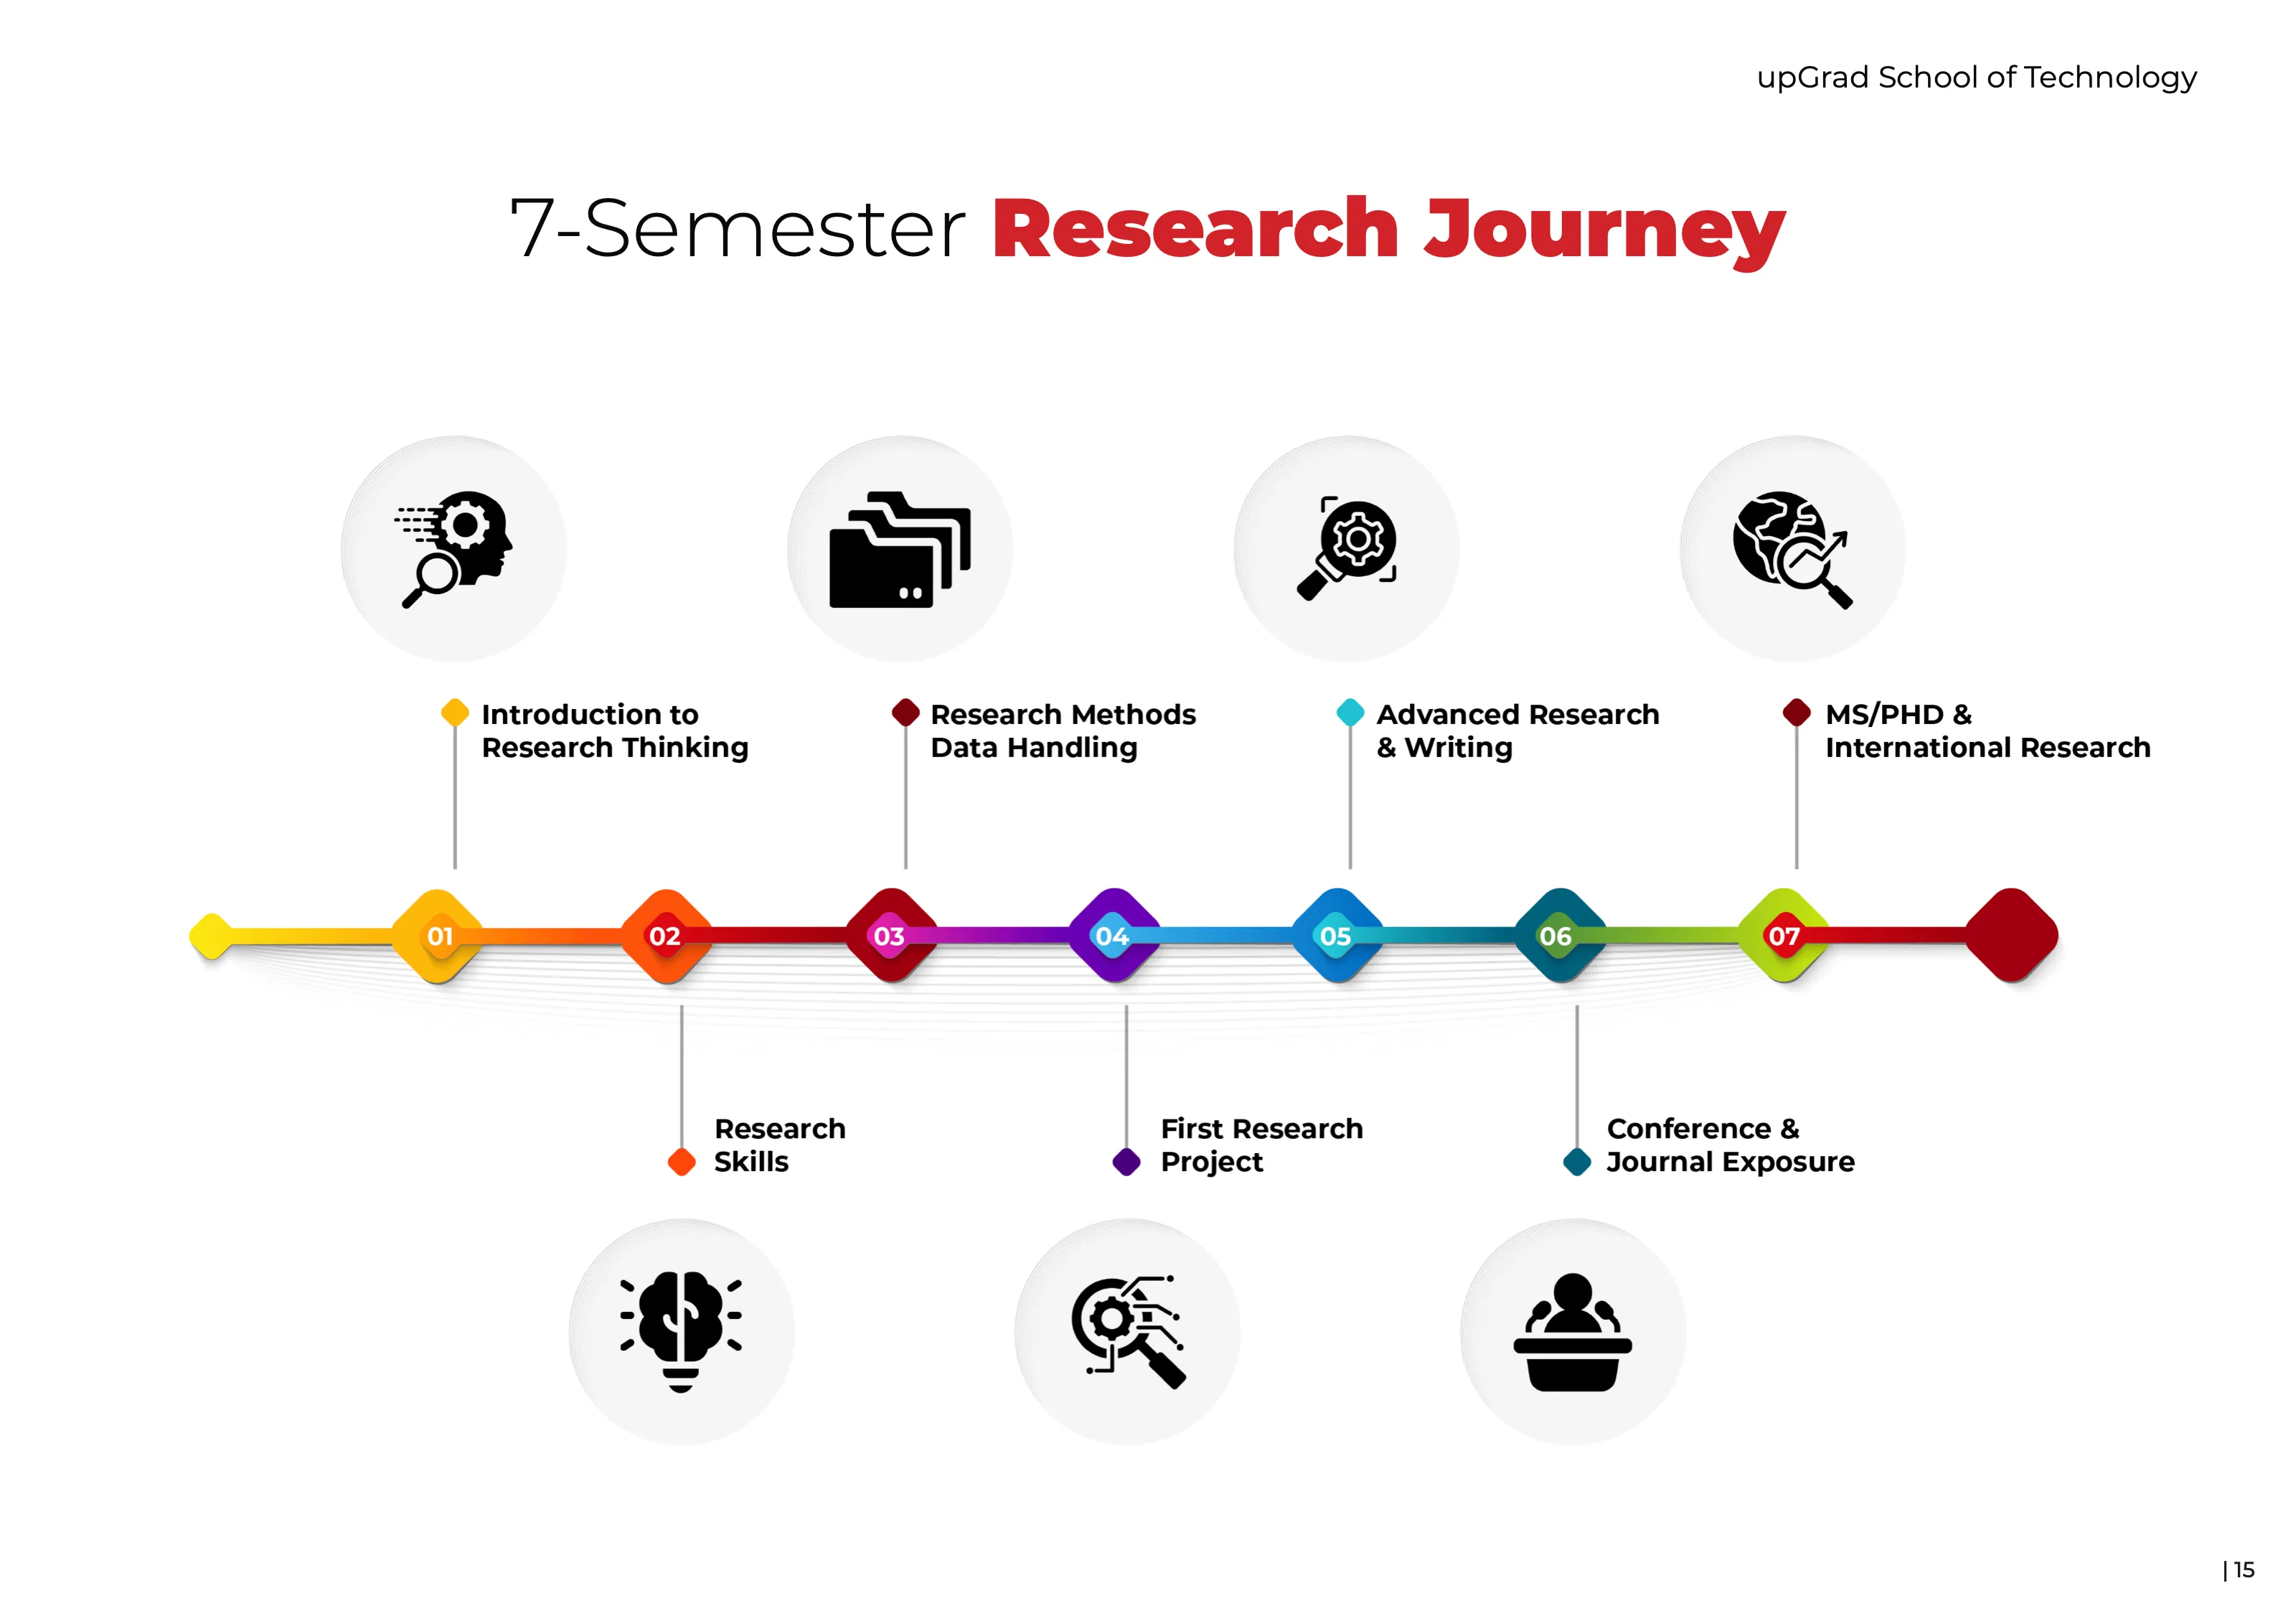 upGrad School of Technology
7-Semester Research Journey
Introduction to
Research Thinking
Research Methods
Data Handling
Advanced Research
& Writing
MS/PHD &
International Research
01
02
03
04
05
06
07
Research
Skills
First Research
Project
Conference &
Journal Exposure
| 15